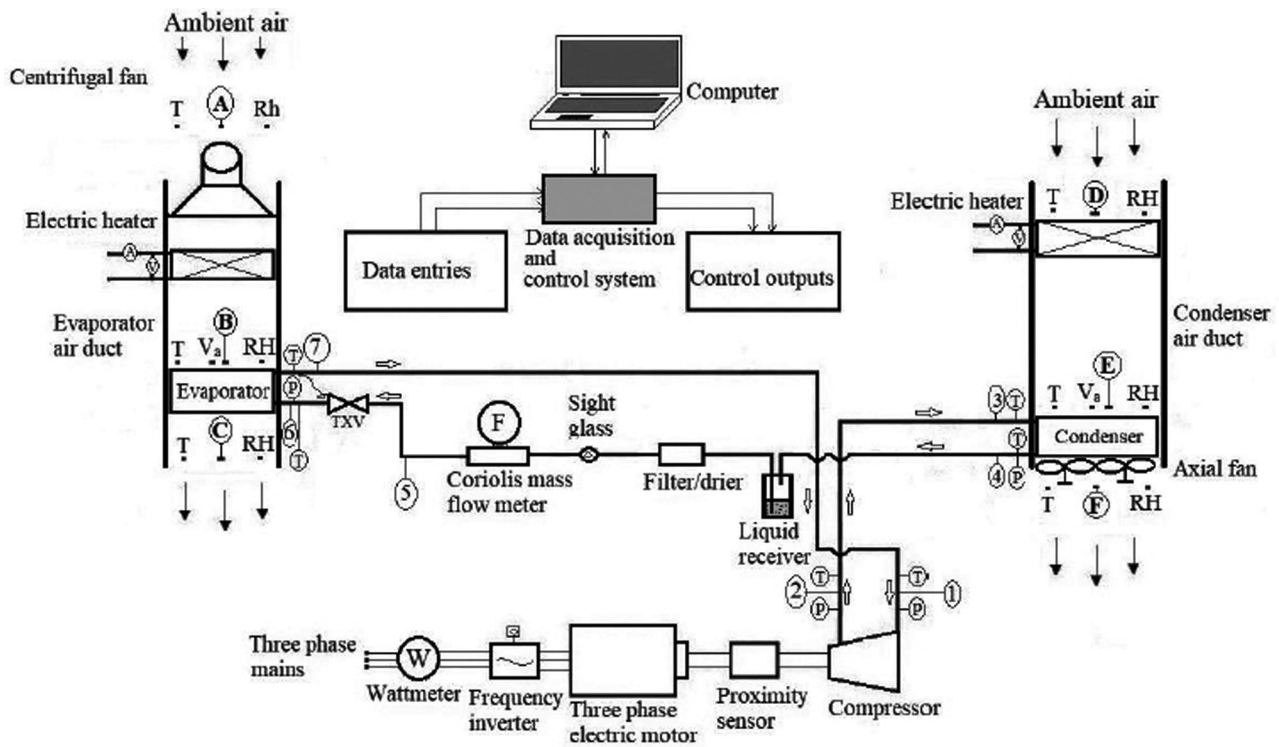 Ambient air
Centrifugal fan
T
A
Rh
Electric heater
A
V
Evaporator
air duct
B
T
Va
RH
Evaporator
C
T
RH
T
7
P
6
T
TXV
5
F
Coriolis mass
flow meter
Sight
glass
Filter/drier
Liquid
receiver
Computer
Data entries
Data acquisition
and
control system
Control outputs
Ambient air
T
D
RH
Electric heater
A
V
Condenser
air duct
E
T
Va
RH
3
T
T
Condenser
4
P
Axial fan
T
F
RH
2
T
P
T
P
1
Three phase
mains
W
Wattmeter
Frequency
inverter
Three phase
electric motor
Proximity
sensor
Compressor